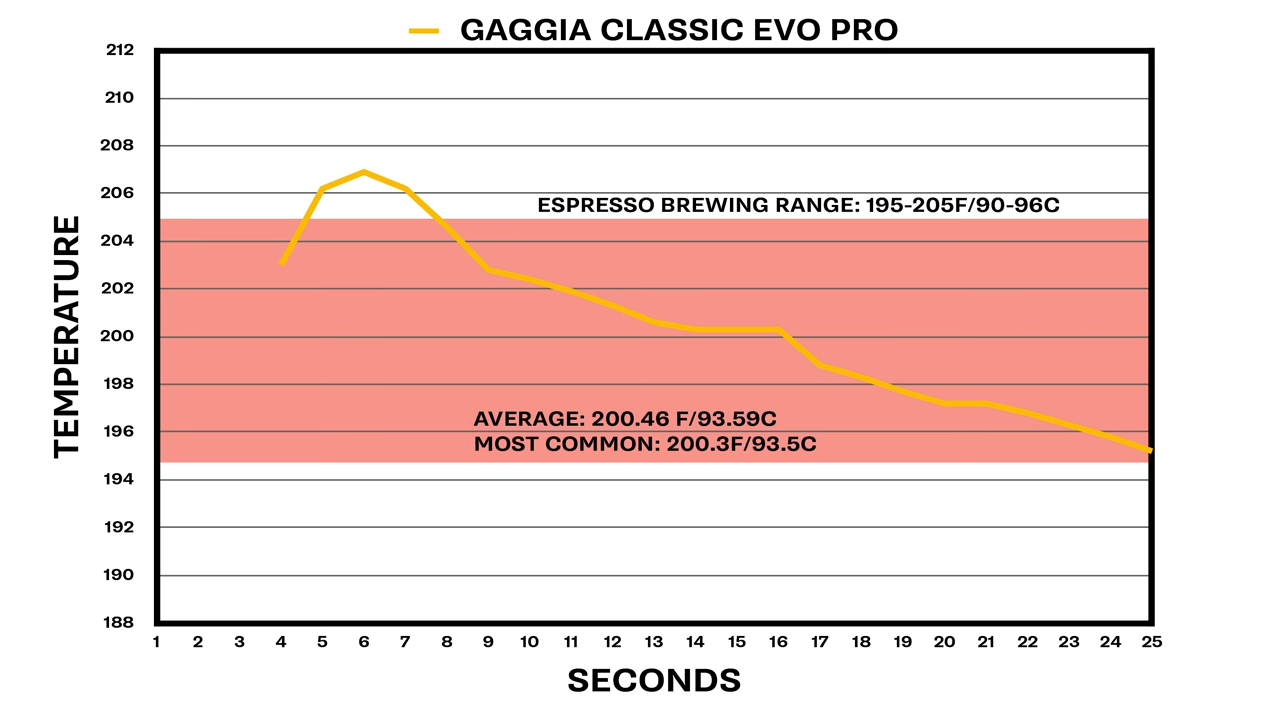 GAGGIA CLASSIC EVO PRO
212
210
208
206
204
202
200
198
196
194
192
190
188
TEMPERATURE
ESPRESSO BREWING RANGE: 195-205F/90-96C
AVERAGE: 200.46 F/93.59C
MOST COMMON: 200.3F/93.5C
1 2 3 4 5 6 7 8 9 10 11 12 13 14 15 16 17 18 19 20 21 22 23 24 25
SECONDS